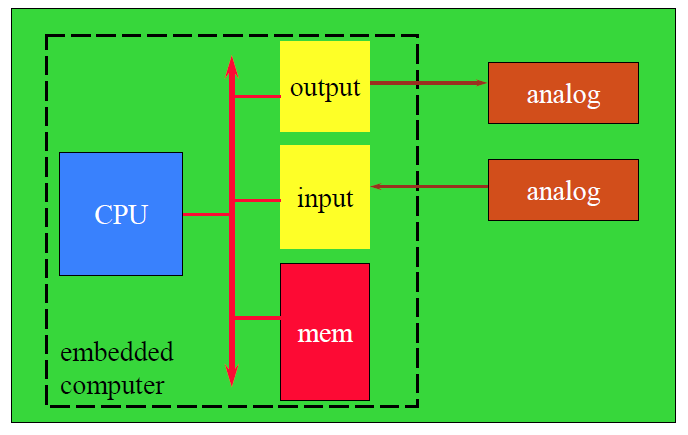 output
analog
input
analog
CPU
mem
embedded
computer